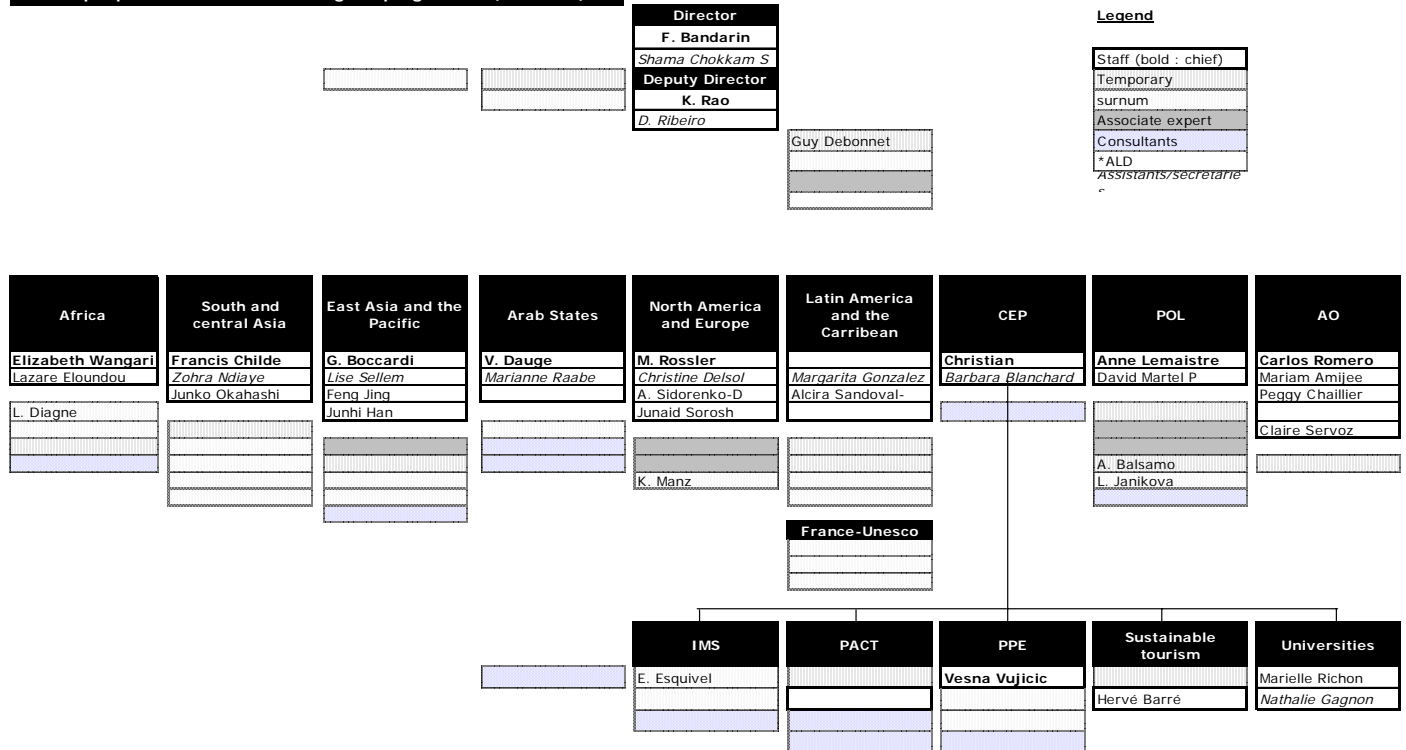 Director
Legend
F. Bandarin
Shama Chokkam S
Staff (bold : chief)
Deputy Director
Temporary
K. Rao
surnum
D. Ribeiro
Associate expert
Guy Debonnet
Consultants
*ALD
Assistants/secretarie
Africa
South and
central Asia
East Asia and the
Pacific
Arab States
North America
and Europe
Latin America
and the
Carribean
CEP
POL
AO
Elizabeth Wangari
Lazare Eloundou
L. Diagne
Francis Childe
Zohra Ndiaye
Junko Okahashi
G. Boccardi
Lise Sellem
Feng Jing
Junhi Han
V. Dauge
Marianne Raabe
M. Rossler
Christine Delsol
A. Sidorenko-D
Junaid Sorosh
K. Manz
Margarita Gonzalez
Alcira Sandoval-
Christian
Barbara Blanchard
Anne Lemaistre
David Martel P
A. Balsamo
L. Janikova
Carlos Romero
Mariam Amijee
Peggy Chaillier
Claire Servoz
France-Unesco
IMS
PACT
PPE
Sustainable
tourism
Universities
E. Esquivel
Vesna Vujicic
Hervé Barré
Marielle Richon
Nathalie Gagnon